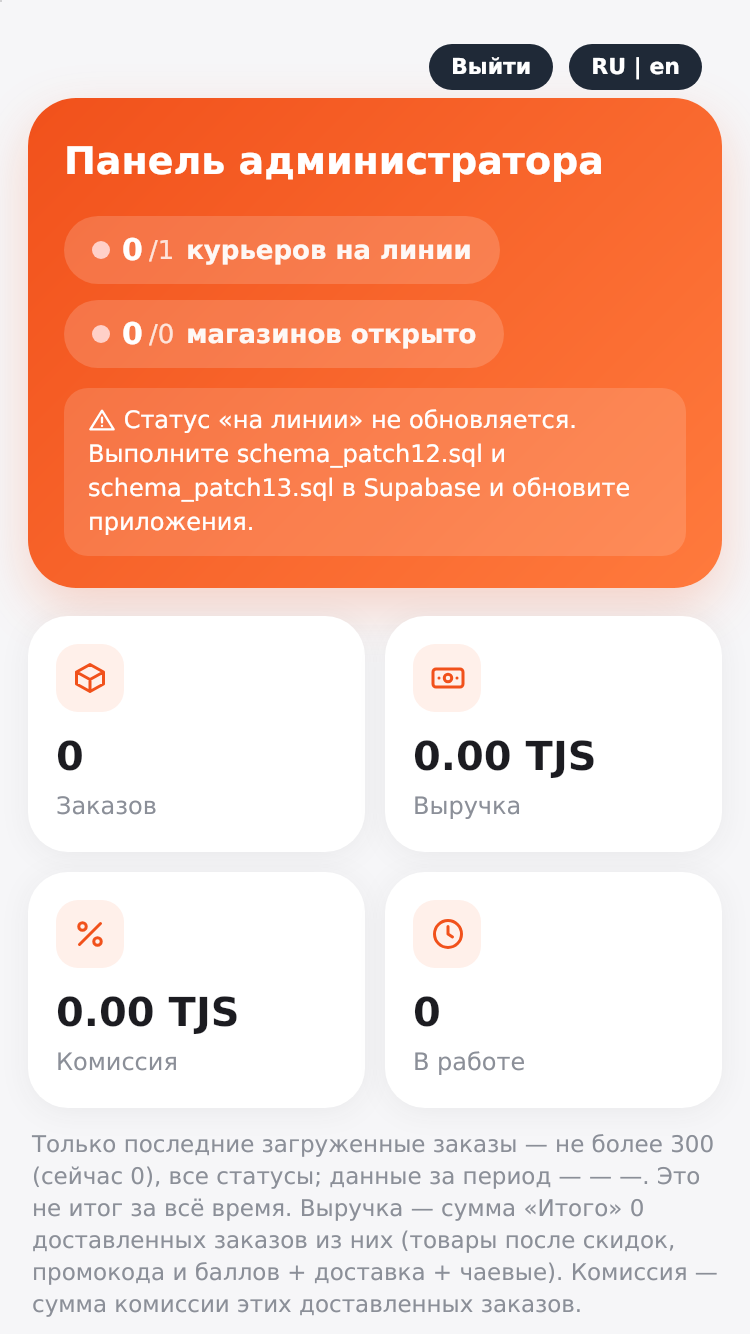 Выйти
RU | en
Панель администратора
0 /1 курьеров на линии
0 /0 магазинов открыто
⚠ Статус «на линии» не обновляется.
Выполните schema_patch12.sql и
schema_patch13.sql в Supabase и обновите
приложения.
0
Заказов
0.00 TJS
Выручка
0.00 TJS
Комиссия
0
В работе
Только последние загруженные заказы — не более 300
(сейчас 0), все статусы; данные за период — — —. Это
не итог за всё время. Выручка — сумма «Итого» 0
доставленных заказов из них (товары после скидок,
промокода и баллов + доставка + чаевые). Комиссия —
сумма комиссии этих доставленных заказов.